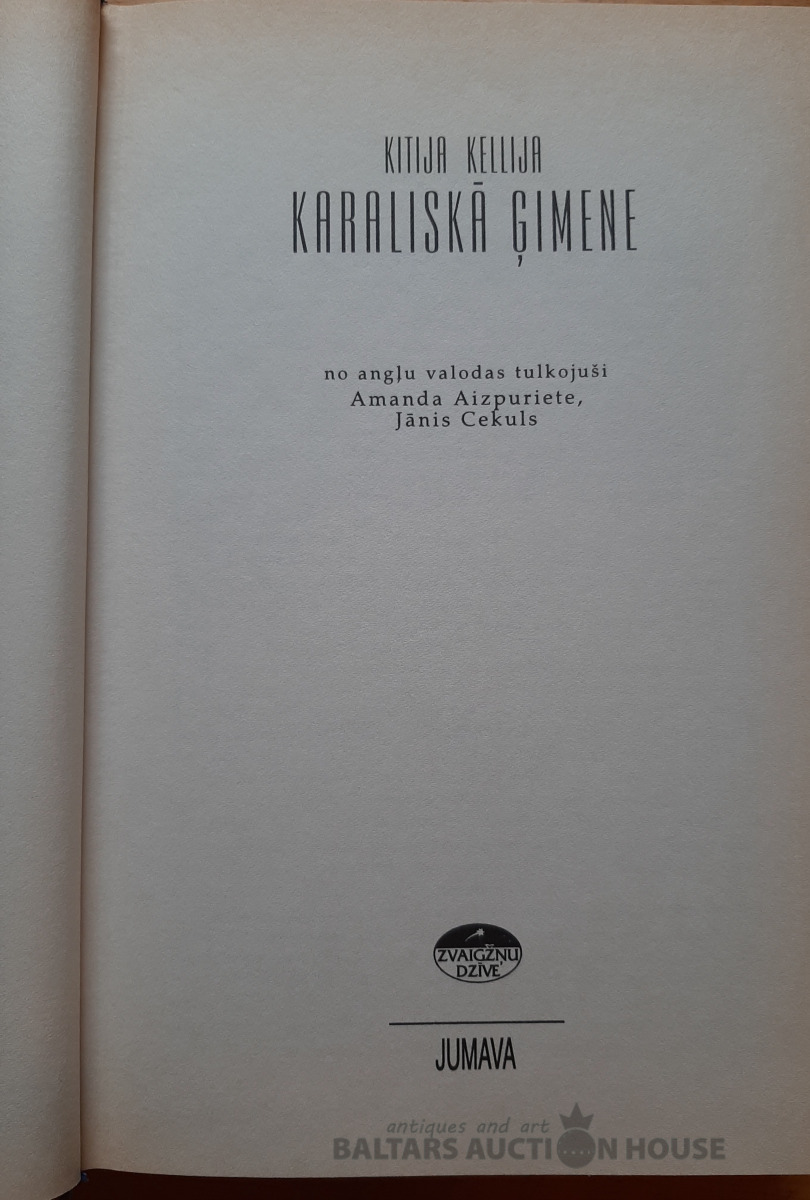 KITIJA KELLIJA
KARALISKĀ ĢIMENE
no angļu valodas tulkojuši
Amanda Aizpuriete,
Jānis Cekuls
ZVAIGŽŅU
DZĪVE
JUMAVA
antiques and art
BALTARS AUCTION HOUSE